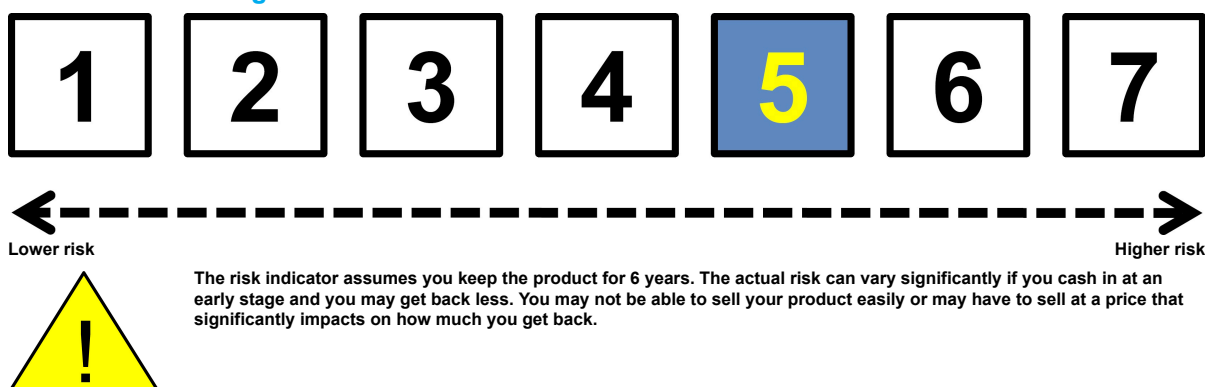 1 2 3 4 5 6 7
Lower risk Higher risk
The risk indicator assumes you keep the product for 6 years. The actual risk can vary significantly if you cash in at an
early stage and you may get back less. You may not be able to sell your product easily or may have to sell at a price that
significantly impacts on how much you get back.
!